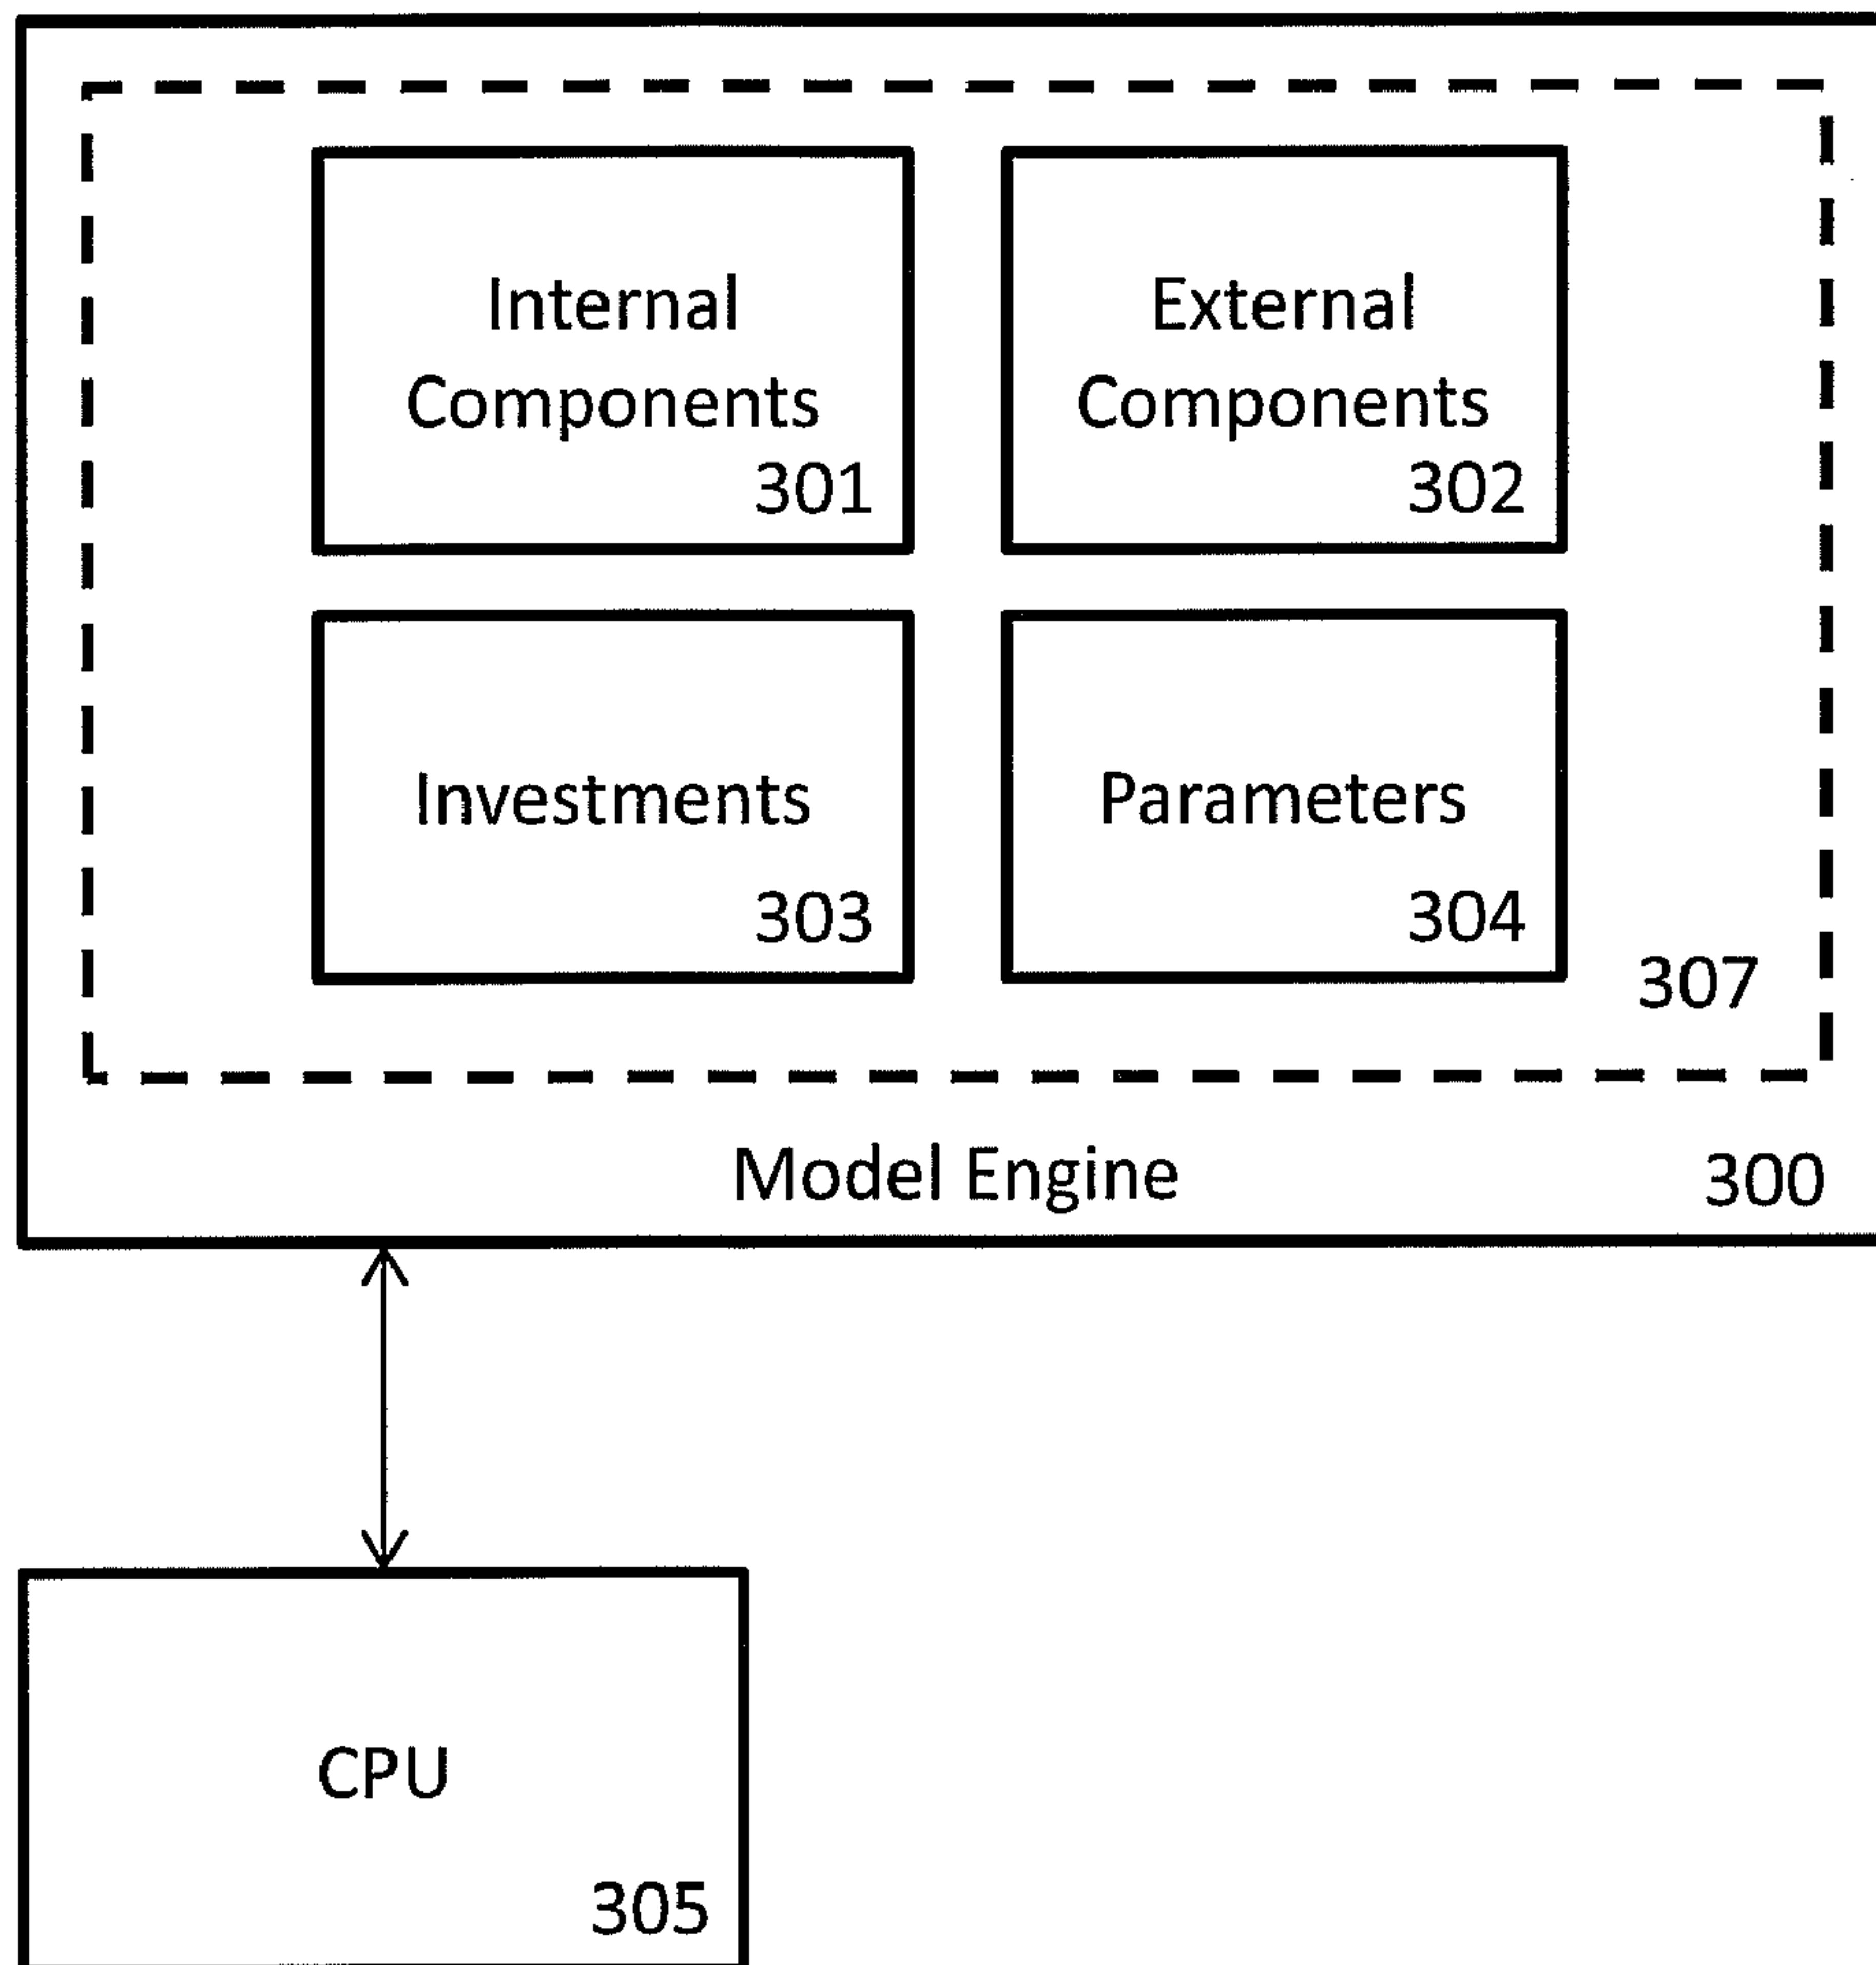 Internal
Components
301
External
Components
302
Investments
303
Parameters
304
307
Model Engine
300
CPU
305